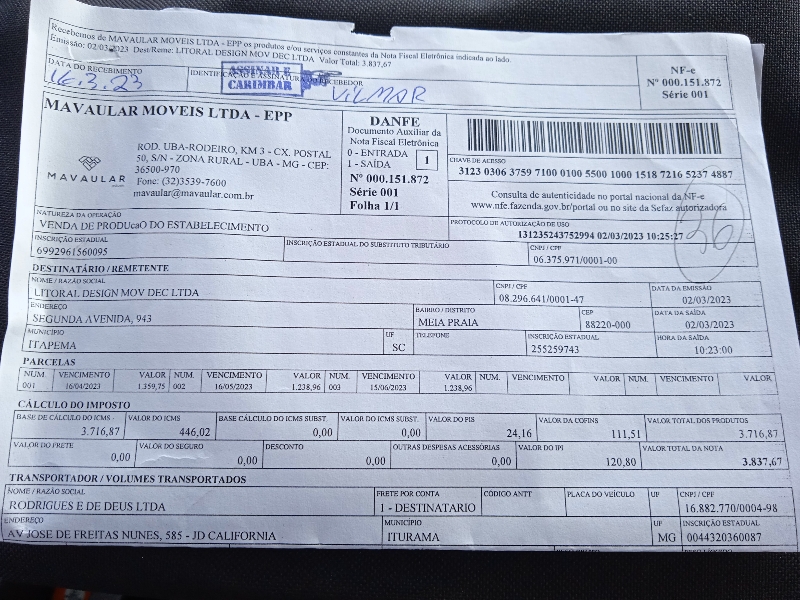 Recebemos de MAVAULAR MOVEIS LTDA - EPP os produtos e/ou serviços constantes da Nota Fiscal Eletrônica indicada ao lado.
Emissão: 02/03/2023 Dest/Reme: LITORAL DESIGN MOV DEC LTDA Valor Total: 3.837,67
DATA DO RECEBIMENTO
16.3.23
IDENTIFICAÇÃO E ASSINATURA DO RECEBEDOR
ASSINAR E
CARIMBAR
VILMAR
NF-e
Nº 000.151.872
Série 001
MAVAULAR MOVEIS LTDA - EPP
MAVAULAR
ROD. UBA-RODEIRO, KM 3 - CX. POSTAL
50, S/N - ZONA RURAL - UBA - MG - CEP:
36500-970
Fone: (32)3539-7600
mavaular@mavaular.com.br
DANFE
Documento Auxiliar da
Nota Fiscal Eletrônica
0 - ENTRADA
1 - SAÍDA
1
Nº 000.151.872
Série 001
Folha 1/1
CHAVE DE ACESSO
3123 0306 3759 7100 0100 5500 1000 1518 7216 5237 4887
Consulta de autenticidade no portal nacional da NF-e
www.nfe.fazenda.gov.br/portal ou no site da Sefaz autorizadora
NATUREZA DA OPERAÇÃO
VENDA DE PRODUcaO DO ESTABELECIMENTO
PROTOCOLO DE AUTORIZAÇÃO DE USO
131235243752994 02/03/2023 10:25:27
INSCRIÇÃO ESTADUAL
6992961560095
INSCRIÇÃO ESTADUAL DO SUBSTITUTO TRIBUTÁRIO
CNPJ / CPF
06.375.971/0001-00
DESTINATÁRIO / REMETENTE
NOME / RAZÃO SOCIAL
LITORAL DESIGN MOV DEC LTDA
CNPJ / CPF
08.296.641/0001-47
DATA DA EMISSÃO
02/03/2023
ENDEREÇO
SEGUNDA AVENIDA, 943
BAIRRO / DISTRITO
MEIA PRAIA
CEP
88220-000
DATA DA SAÍDA
02/03/2023
MUNICÍPIO
ITAPEMA
UF
SC
TELEFONE
INSCRIÇÃO ESTADUAL
255259743
HORA DA SAÍDA
10:23:00
PARCELAS
NUM. VENCIMENTO VALOR NUM. VENCIMENTO VALOR NUM. VENCIMENTO VALOR NUM. VENCIMENTO VALOR NUM. VENCIMENTO VALOR
001 16/04/2023 1.359,75 002 16/05/2023 1.238,96 003 15/06/2023 1.238,96
CÁLCULO DO IMPOSTO
BASE DE CÁLCULO DO ICMS
3.716,87
VALOR DO ICMS
446,02
BASE CÁLCULO DO ICMS SUBST.
0,00
VALOR DO ICMS SUBST.
0,00
VALOR DO PIS
24,16
VALOR DA COFINS
111,51
VALOR TOTAL DOS PRODUTOS
3.716,87
VALOR DO FRETE
0,00
VALOR DO SEGURO
0,00
DESCONTO
0,00
OUTRAS DESPESAS ACESSÓRIAS
0,00
VALOR DO IPI
120,80
VALOR TOTAL DA NOTA
3.837,67
TRANSPORTADOR / VOLUMES TRANSPORTADOS
NOME / RAZÃO SOCIAL
RODRIGUES E DE DEUS LTDA
FRETE POR CONTA
1 - DESTINATARIO
CÓDIGO ANTT
PLACA DO VEÍCULO
UF
CNPJ / CPF
16.882.770/0004-98
ENDEREÇO
AV JOSE DE FREITAS NUNES, 585 - JD CALIFORNIA
MUNICÍPIO
ITURAMA
UF
MG
INSCRIÇÃO ESTADUAL
0044320360087